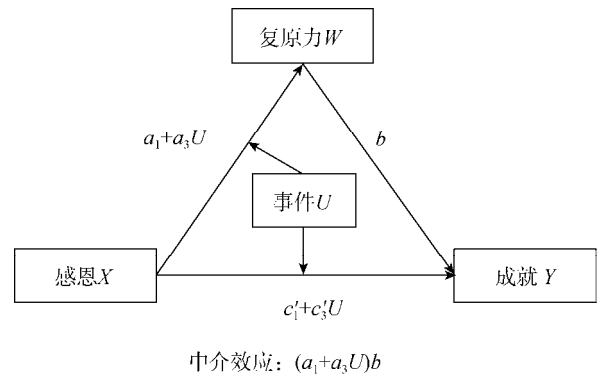 复原力W
a₁+a₃U
b
事件U
感恩X
成就 Y
c′₁+c′₃U
中介效应：(a₁+a₃U)b